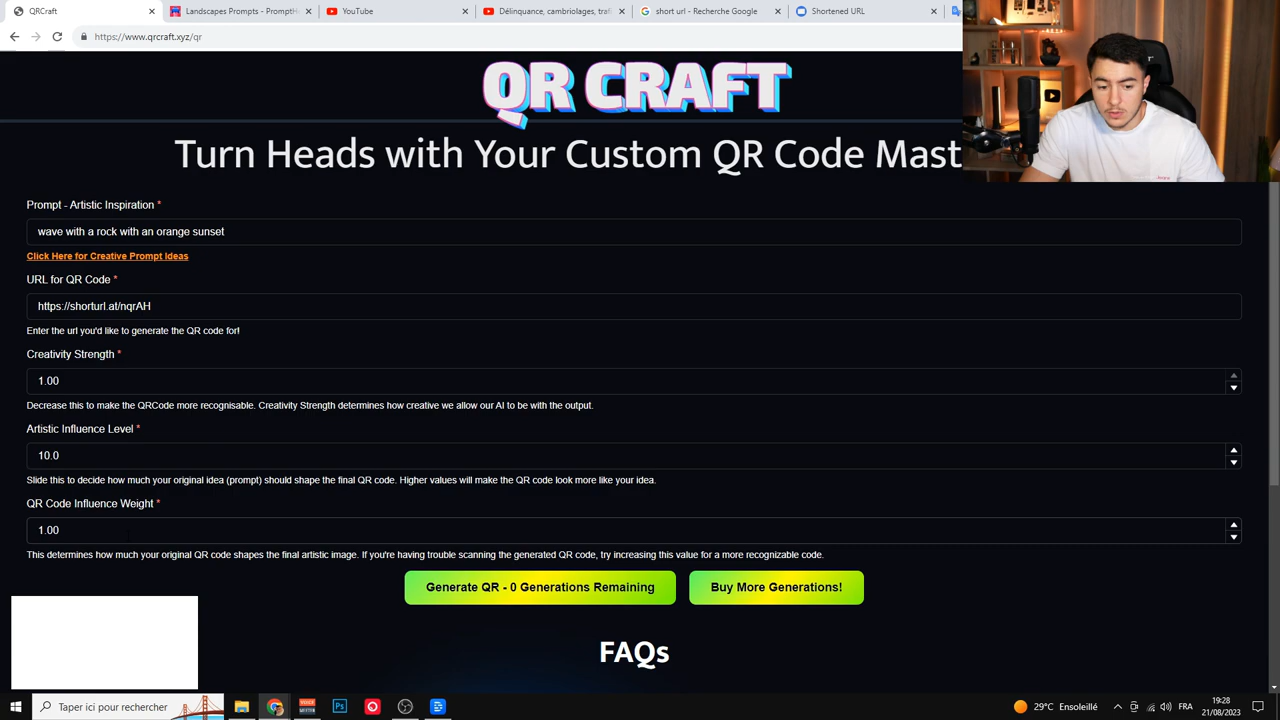 QRCraft
Landscapes Prompts - PromptH
YouTube
Délinquance, cambriolages, traf
short url - Recherche Google
Shortened URL
https://www.qrcraft.xyz/qr
QR CRAFT
Turn Heads with Your Custom QR Code Mast
Prompt - Artistic Inspiration *
wave with a rock with an orange sunset
Click Here for Creative Prompt Ideas
URL for QR Code *
https://shorturl.at/nqrAH
Enter the url you'd like to generate the QR code for!
Creativity Strength *
1.00
Decrease this to make the QRCode more recognisable. Creativity Strength determines how creative we allow our AI to be with the output.
Artistic Influence Level *
10.0
Slide this to decide how much your original idea (prompt) should shape the final QR code. Higher values will make the QR code look more like your idea.
QR Code Influence Weight *
1.00
This determines how much your original QR code shapes the final artistic image. If you're having trouble scanning the generated QR code, try increasing this value for a more recognizable code.
Generate QR - 0 Generations Remaining
Buy More Generations!
FAQs
Taper ici pour rechercher
Ps
29°C Ensoleillé
FRA
19:28
21/08/2023